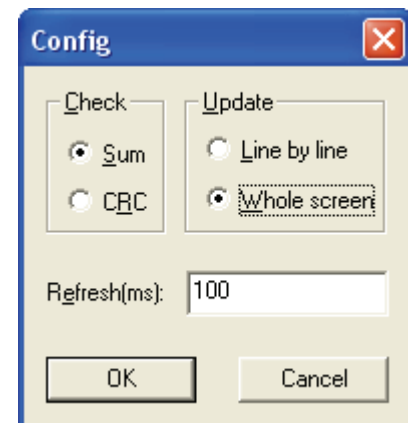 Config
Check
Sum
CRC
Update
Line by line
Whole screen
Refresh(ms): 100
OK Cancel